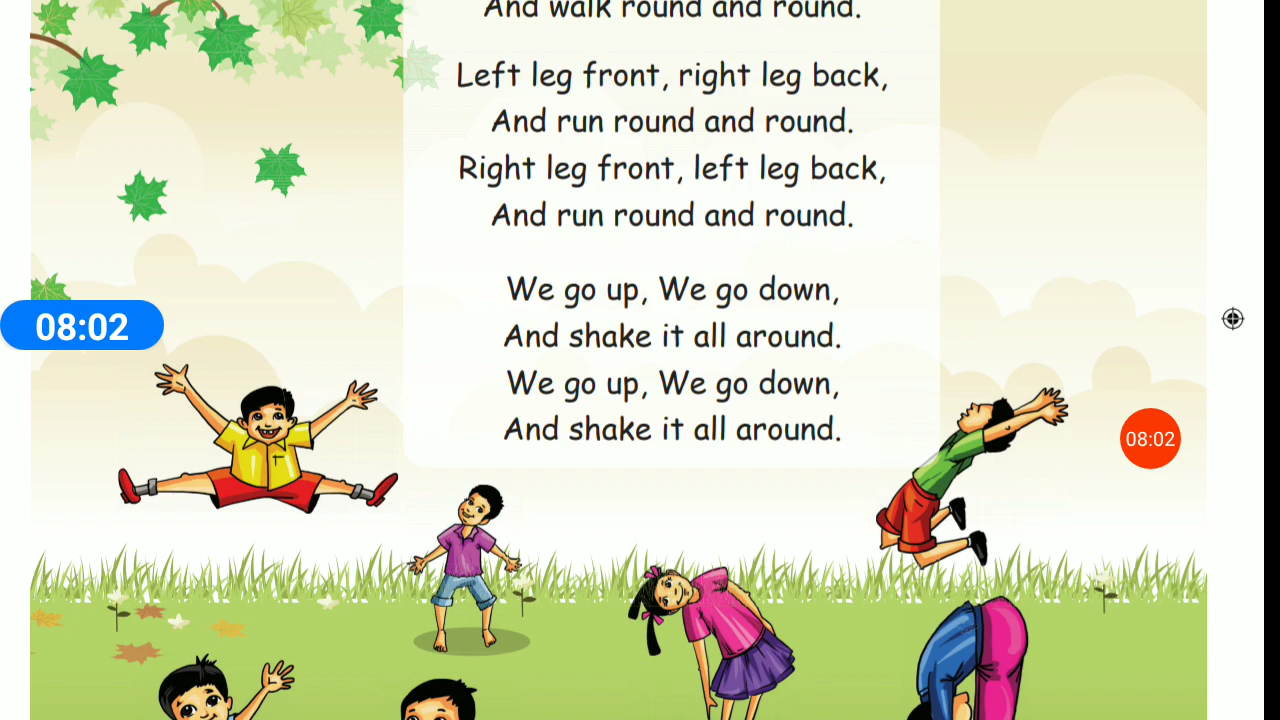 And walk round and round.
Left leg front, right leg back,
And run round and round.
Right leg front, left leg back,
And run round and round.
We go up, We go down,
And shake it all around.
We go up, We go down,
And shake it all around.
08:02
08:02